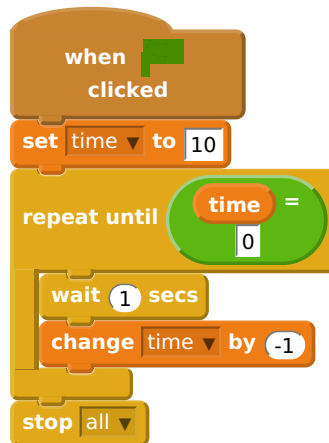 when
clicked
set time ▼ to 10
repeat until time =
0
wait 1 secs
change time ▼ by -1
stop all ▼